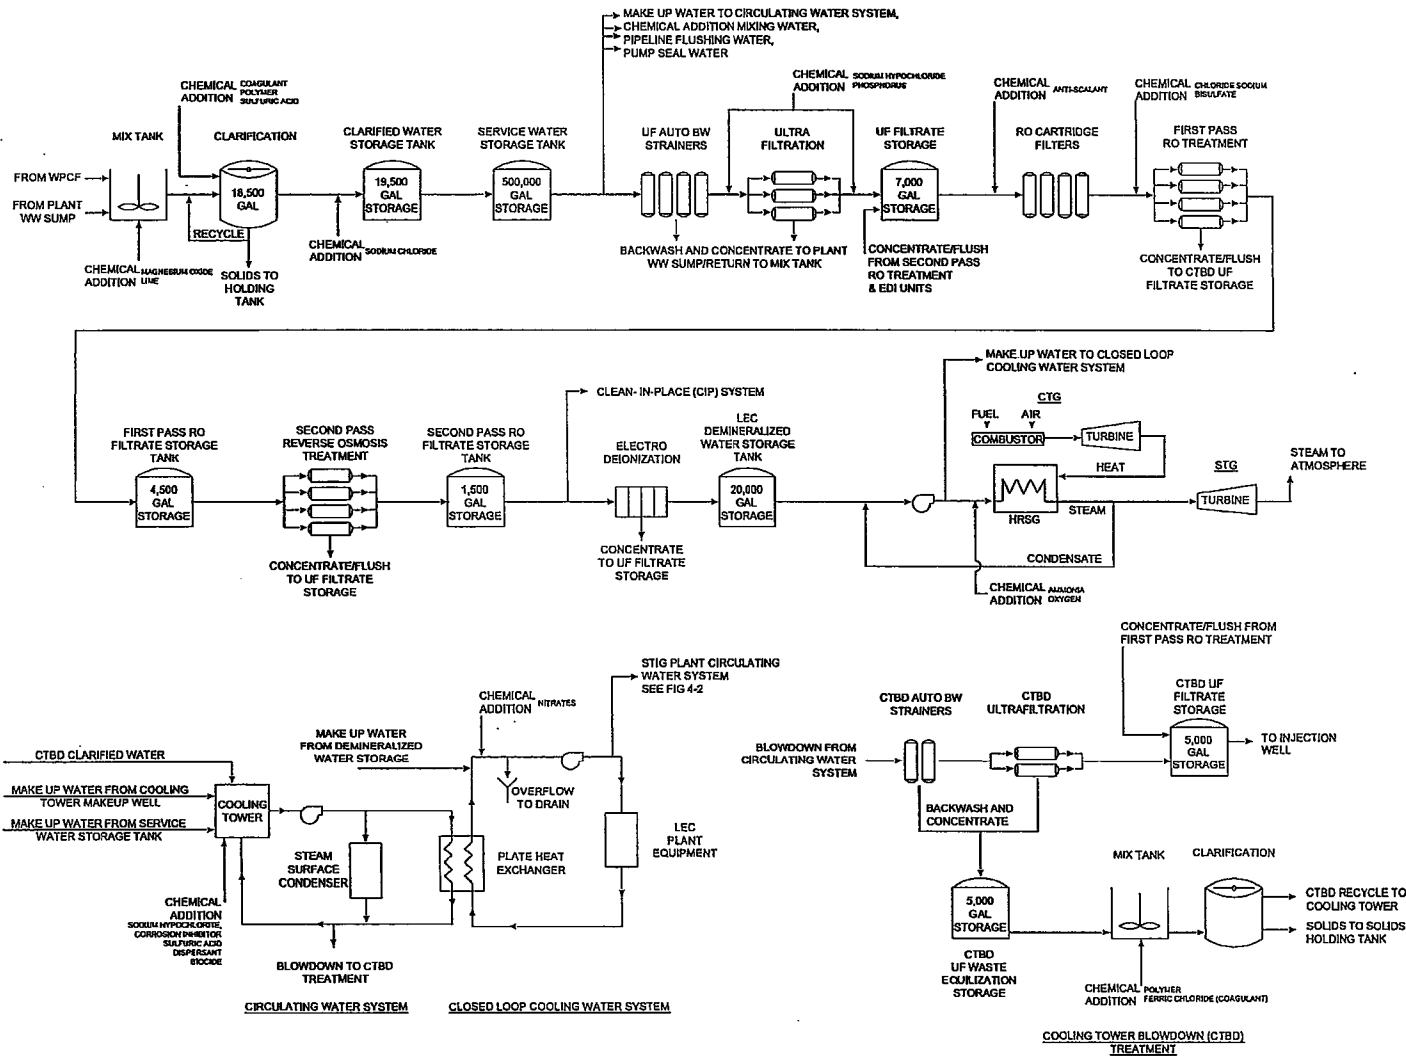 MAKE UP WATER TO CIRCULATING WATER SYSTEM,
CHEMICAL ADDITION MIXING WATER,
PIPELINE FLUSHING WATER,
PUMP SEAL WATER
CHEMICAL
ADDITION
COAGULANT
POLYMER
SULFURIC ACID
CHEMICAL
ADDITION
SODIUM HYPOCHLORIDE
PHOSPHORUS
CHEMICAL
ADDITION
ANTI-SCALANT
CHEMICAL
ADDITION
CHLORIDE SODIUM
BISULFATE
MIX TANK
CLARIFICATION
CLARIFIED WATER
STORAGE TANK
SERVICE WATER
STORAGE TANK
UF AUTO BW
STRAINERS
ULTRA
FILTRATION
UF FILTRATE
STORAGE
RO CARTRIDGE
FILTERS
FIRST PASS
RO TREATMENT
FROM WPCF
FROM PLANT
WW SUMP
18,500
GAL
19,500
GAL
STORAGE
500,000
GAL
STORAGE
7,000
GAL
STORAGE
RECYCLE
CHEMICAL
ADDITION
MAGNESIUM OXIDE
LIME
SOLIDS TO
HOLDING
TANK
CHEMICAL
ADDITION
SODIUM CHLORIDE
BACKWASH AND CONCENTRATE TO PLANT
WW SUMP/RETURN TO MIX TANK
CONCENTRATE/FLUSH
FROM SECOND PASS
RO TREATMENT
& EDI UNITS
CONCENTRATE/FLUSH
TO CTBD UF
FILTRATE STORAGE
MAKE UP WATER TO CLOSED LOOP
COOLING WATER SYSTEM
CLEAN- IN-PLACE (CIP) SYSTEM
FIRST PASS RO
FILTRATE STORAGE
TANK
SECOND PASS
REVERSE OSMOSIS
TREATMENT
SECOND PASS RO
FILTRATE STORAGE
TANK
ELECTRO
DEIONIZATION
LEC
DEMINERALIZED
WATER STORAGE
TANK
CTG
FUEL
AIR
COMBUSTOR
TURBINE
HEAT
STG
STEAM TO
ATMOSPHERE
4,500
GAL
STORAGE
1,500
GAL
STORAGE
20,000
GAL
STORAGE
HRSG
STEAM
TURBINE
CONDENSATE
CONCENTRATE/FLUSH
TO UF FILTRATE
STORAGE
CONCENTRATE
TO UF FILTRATE
STORAGE
CHEMICAL
ADDITION
AMMONIA
OXYGEN
STIG PLANT CIRCULATING
WATER SYSTEM
SEE FIG 4-2
CHEMICAL
ADDITION
NITRATES
MAKE UP WATER
FROM DEMINERALIZED
WATER STORAGE
CTBD CLARIFIED WATER
MAKE UP WATER FROM COOLING
TOWER MAKEUP WELL
MAKE UP WATER FROM SERVICE
WATER STORAGE TANK
COOLING
TOWER
OVERFLOW
TO DRAIN
STEAM
SURFACE
CONDENSER
PLATE HEAT
EXCHANGER
LEC
PLANT
EQUIPMENT
CHEMICAL
ADDITION
SODIUM HYPOCHLORITE,
CORROSION INHIBITOR
SULFURIC ACID
DISPERSANT
BIOCIDE
BLOWDOWN TO CTBD
TREATMENT
CIRCULATING WATER SYSTEM
CLOSED LOOP COOLING WATER SYSTEM
CONCENTRATE/FLUSH FROM
FIRST PASS RO TREATMENT
CTBD AUTO BW
STRAINERS
CTBD
ULTRAFILTRATION
CTBD UF
FILTRATE
STORAGE
BLOWDOWN FROM
CIRCULATING WATER
SYSTEM
5,000
GAL
STORAGE
TO INJECTION
WELL
BACKWASH AND
CONCENTRATE
MIX TANK
CLARIFICATION
5,000
GAL
STORAGE
CTBD
UF WASTE
EQUILIZATION
STORAGE
CTBD RECYCLE TO
COOLING TOWER
SOLIDS TO SOLIDS
HOLDING TANK
CHEMICAL
ADDITION
POLYMER
FERRIC CHLORIDE (COAGULANT)
COOLING TOWER BLOWDOWN (CTBD)
TREATMENT